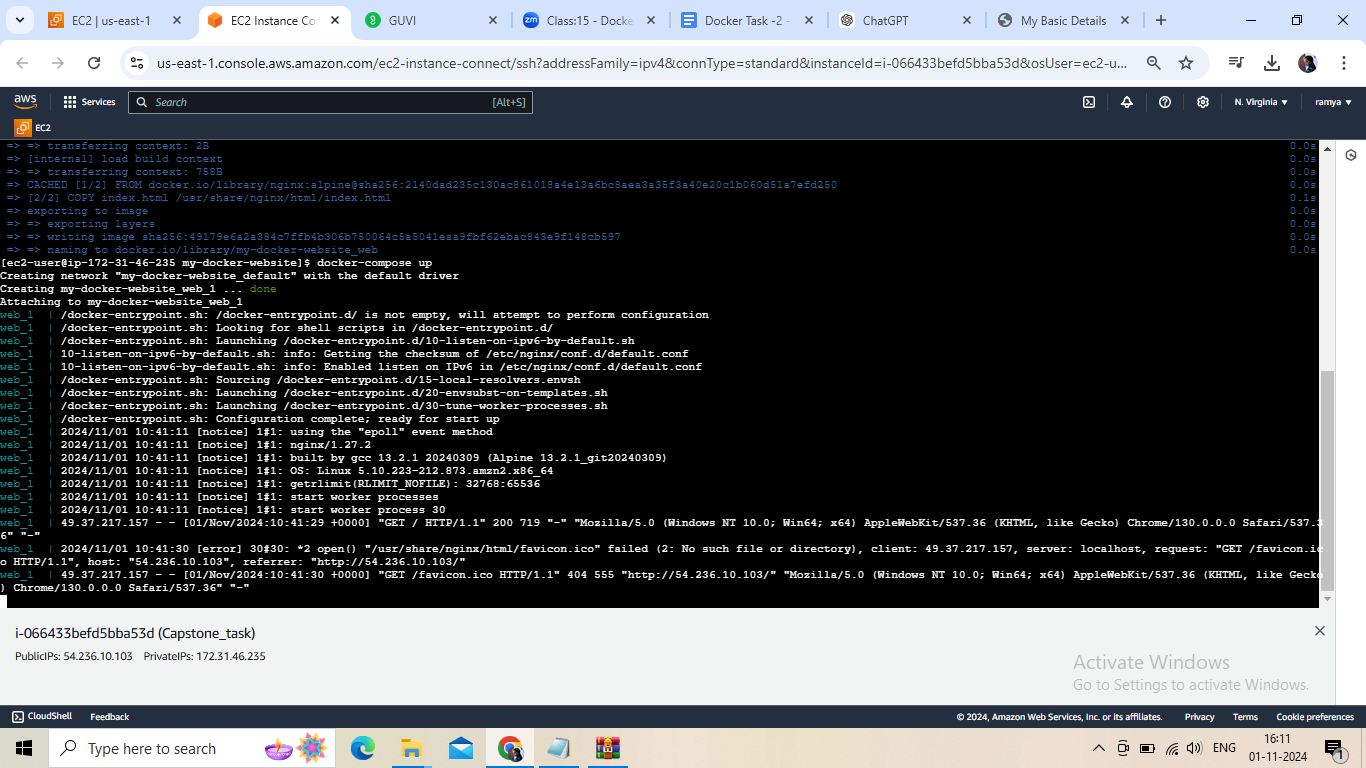 EC2 | us-east-1
EC2 Instance Co
GUVI
Class:15 - Docke
Docker Task -2 -
ChatGPT
My Basic Details
us-east-1.console.aws.amazon.com/ec2-instance-connect/ssh?addressFamily=ipv4&connType=standard&instanceId=i-066433befd5bba53d&osUser=ec2-u...
aws Services Search [Alt+S] N. Virginia ramya
EC2
=> => transferring context: 2B 0.0s
=> [internal] load build context 0.0s
=> => transferring context: 758B 0.0s
=> CACHED [1/2] FROM docker.io/library/nginx:alpine@sha256:2140dad235c130ac861018a4e13a6bc8aea3a35f3a40e20c1b060d51a7efd250 0.0s
=> [2/2] COPY index.html /usr/share/nginx/html/index.html 0.1s
=> exporting to image 0.0s
=> => exporting layers 0.0s
=> => writing image sha256:49179e6a2a384c7ffb4b306b750064c5a5041eaa9fbf62ebac843e9f148cb597 0.0s
=> => naming to docker.io/library/my-docker-website_web 0.0s
[ec2-user@ip-172-31-46-235 my-docker-website]$ docker-compose up
Creating network "my-docker-website_default" with the default driver
Creating my-docker-website_web_1 ... done
Attaching to my-docker-website_web_1
web_1 | /docker-entrypoint.sh: /docker-entrypoint.d/ is not empty, will attempt to perform configuration
web_1 | /docker-entrypoint.sh: Looking for shell scripts in /docker-entrypoint.d/
web_1 | /docker-entrypoint.sh: Launching /docker-entrypoint.d/10-listen-on-ipv6-by-default.sh
web_1 | 10-listen-on-ipv6-by-default.sh: info: Getting the checksum of /etc/nginx/conf.d/default.conf
web_1 | 10-listen-on-ipv6-by-default.sh: info: Enabled listen on IPv6 in /etc/nginx/conf.d/default.conf
web_1 | /docker-entrypoint.sh: Sourcing /docker-entrypoint.d/15-local-resolvers.envsh
web_1 | /docker-entrypoint.sh: Launching /docker-entrypoint.d/20-envsubst-on-templates.sh
web_1 | /docker-entrypoint.sh: Launching /docker-entrypoint.d/30-tune-worker-processes.sh
web_1 | /docker-entrypoint.sh: Configuration complete; ready for start up
web_1 | 2024/11/01 10:41:11 [notice] 1#1: using the "epoll" event method
web_1 | 2024/11/01 10:41:11 [notice] 1#1: nginx/1.27.2
web_1 | 2024/11/01 10:41:11 [notice] 1#1: built by gcc 13.2.1 20240309 (Alpine 13.2.1_git20240309)
web_1 | 2024/11/01 10:41:11 [notice] 1#1: OS: Linux 5.10.223-212.873.amzn2.x86_64
web_1 | 2024/11/01 10:41:11 [notice] 1#1: getrlimit(RLIMIT_NOFILE): 32768:65536
web_1 | 2024/11/01 10:41:11 [notice] 1#1: start worker processes
web_1 | 2024/11/01 10:41:11 [notice] 1#1: start worker process 30
web_1 | 49.37.217.157 - - [01/Nov/2024:10:41:29 +0000] "GET / HTTP/1.1" 200 719 "-" "Mozilla/5.0 (Windows NT 10.0; Win64; x64) AppleWebKit/537.36 (KHTML, like Gecko) Chrome/130.0.0.0 Safari/537.3
6" "-"
web_1 | 2024/11/01 10:41:30 [error] 30#30: *2 open() "/usr/share/nginx/html/favicon.ico" failed (2: No such file or directory), client: 49.37.217.157, server: localhost, request: "GET /favicon.ic
o HTTP/1.1", host: "54.236.10.103", referrer: "http://54.236.10.103/"
web_1 | 49.37.217.157 - - [01/Nov/2024:10:41:30 +0000] "GET /favicon.ico HTTP/1.1" 404 555 "http://54.236.10.103/" "Mozilla/5.0 (Windows NT 10.0; Win64; x64) AppleWebKit/537.36 (KHTML, like Gecko
) Chrome/130.0.0.0 Safari/537.36" "-"
i-066433befd5bba53d (Capstone_task)
PublicIPs: 54.236.10.103 PrivateIPs: 172.31.46.235
Activate Windows
Go to Settings to activate Windows.
CloudShell Feedback © 2024, Amazon Web Services, Inc. or its affiliates. Privacy Terms Cookie preferences
Type here to search
ENG
16:11
01-11-2024
1